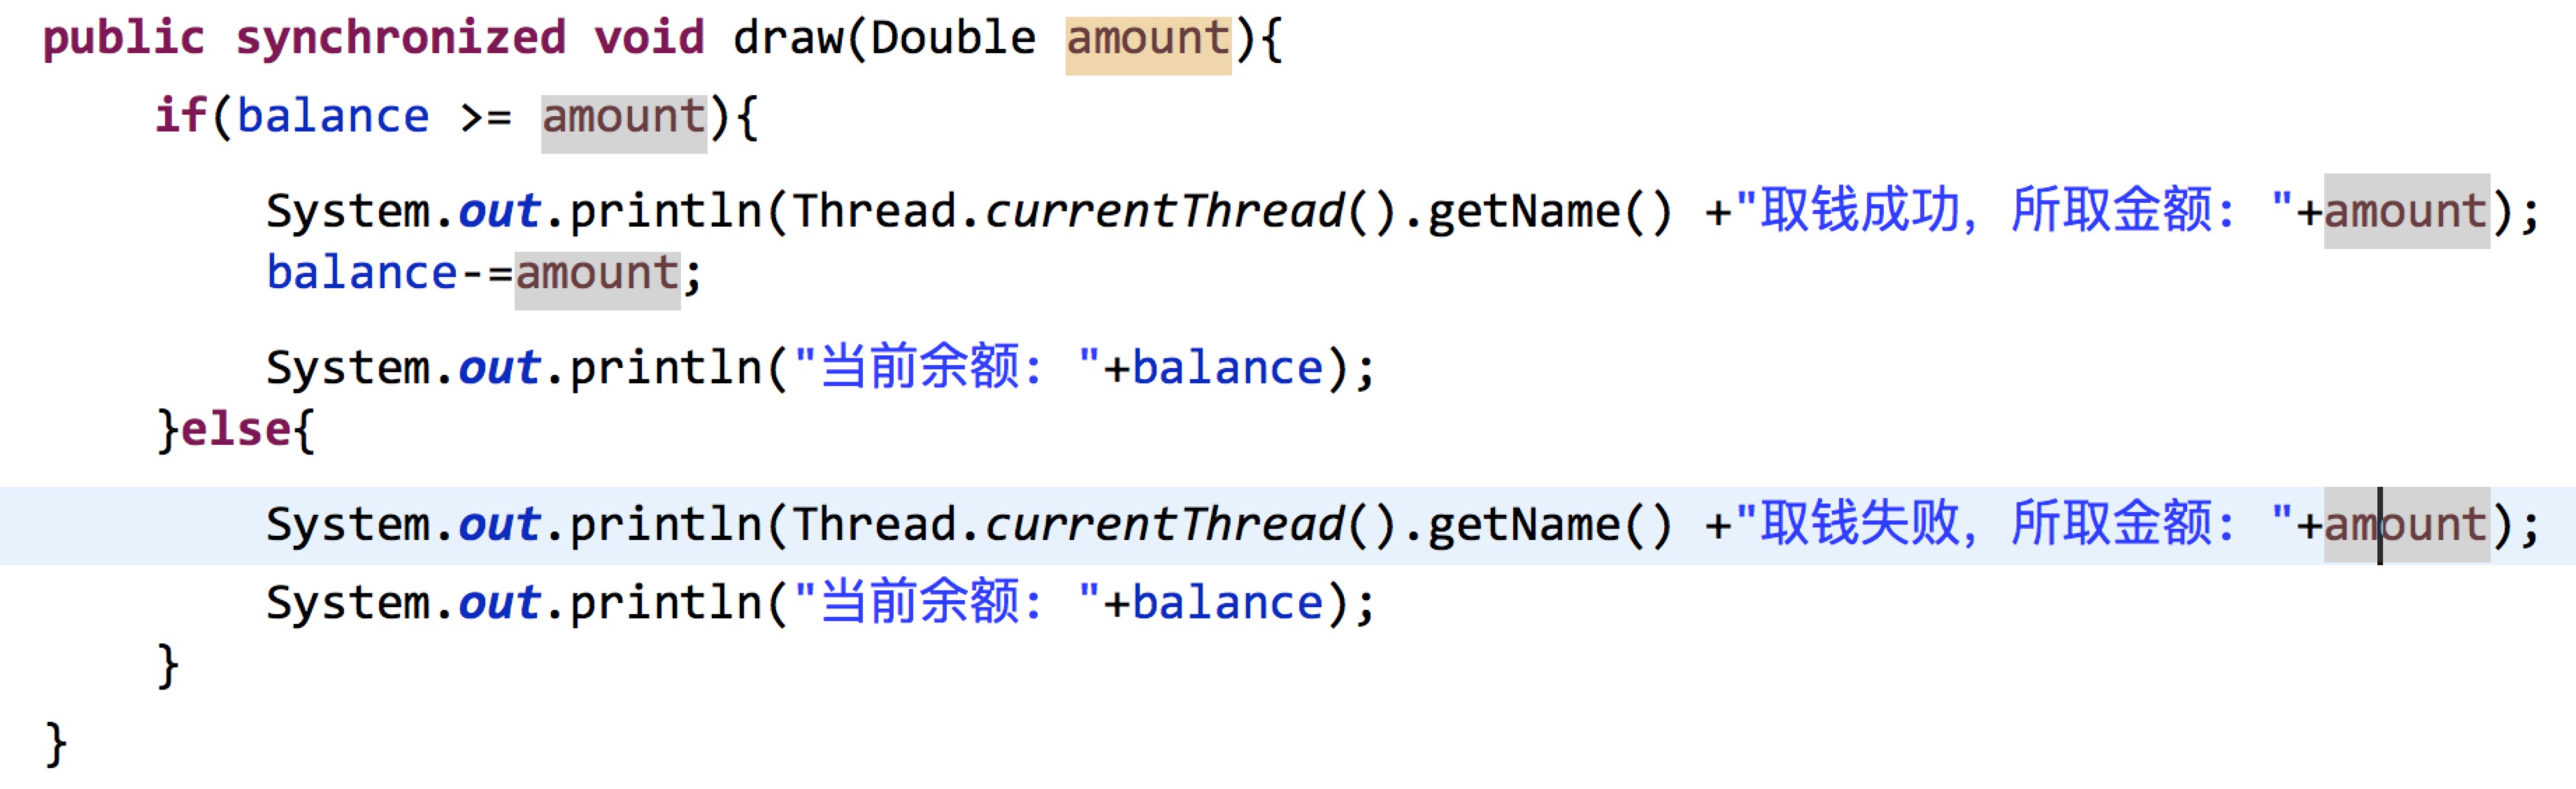 public synchronized void draw(Double amount){
if(balance >= amount){
System.out.println(Thread.currentThread().getName() +"取钱成功，所取金额："+amount);
balance-=amount;
System.out.println("当前余额："+balance);
}else{
System.out.println(Thread.currentThread().getName() +"取钱失败，所取金额："+amount);
System.out.println("当前余额："+balance);
}
}